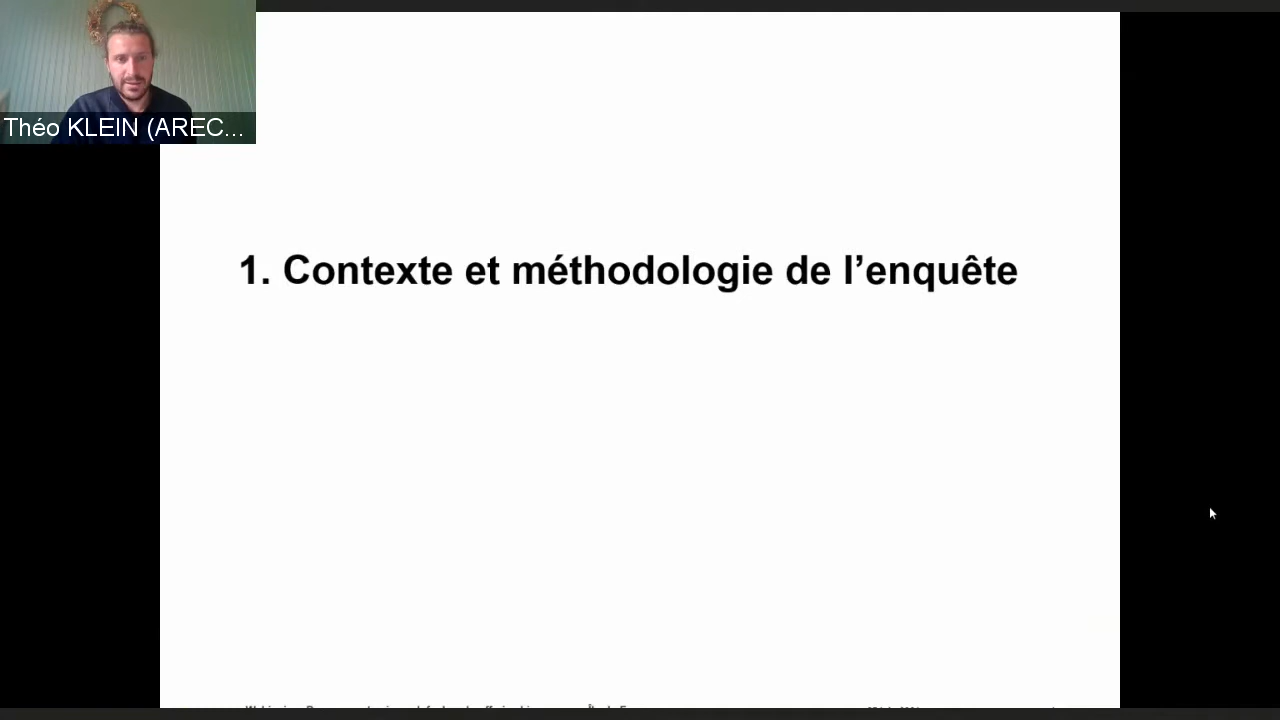 Théo KLEIN (AREC...
1. Contexte et méthodologie de l’enquête